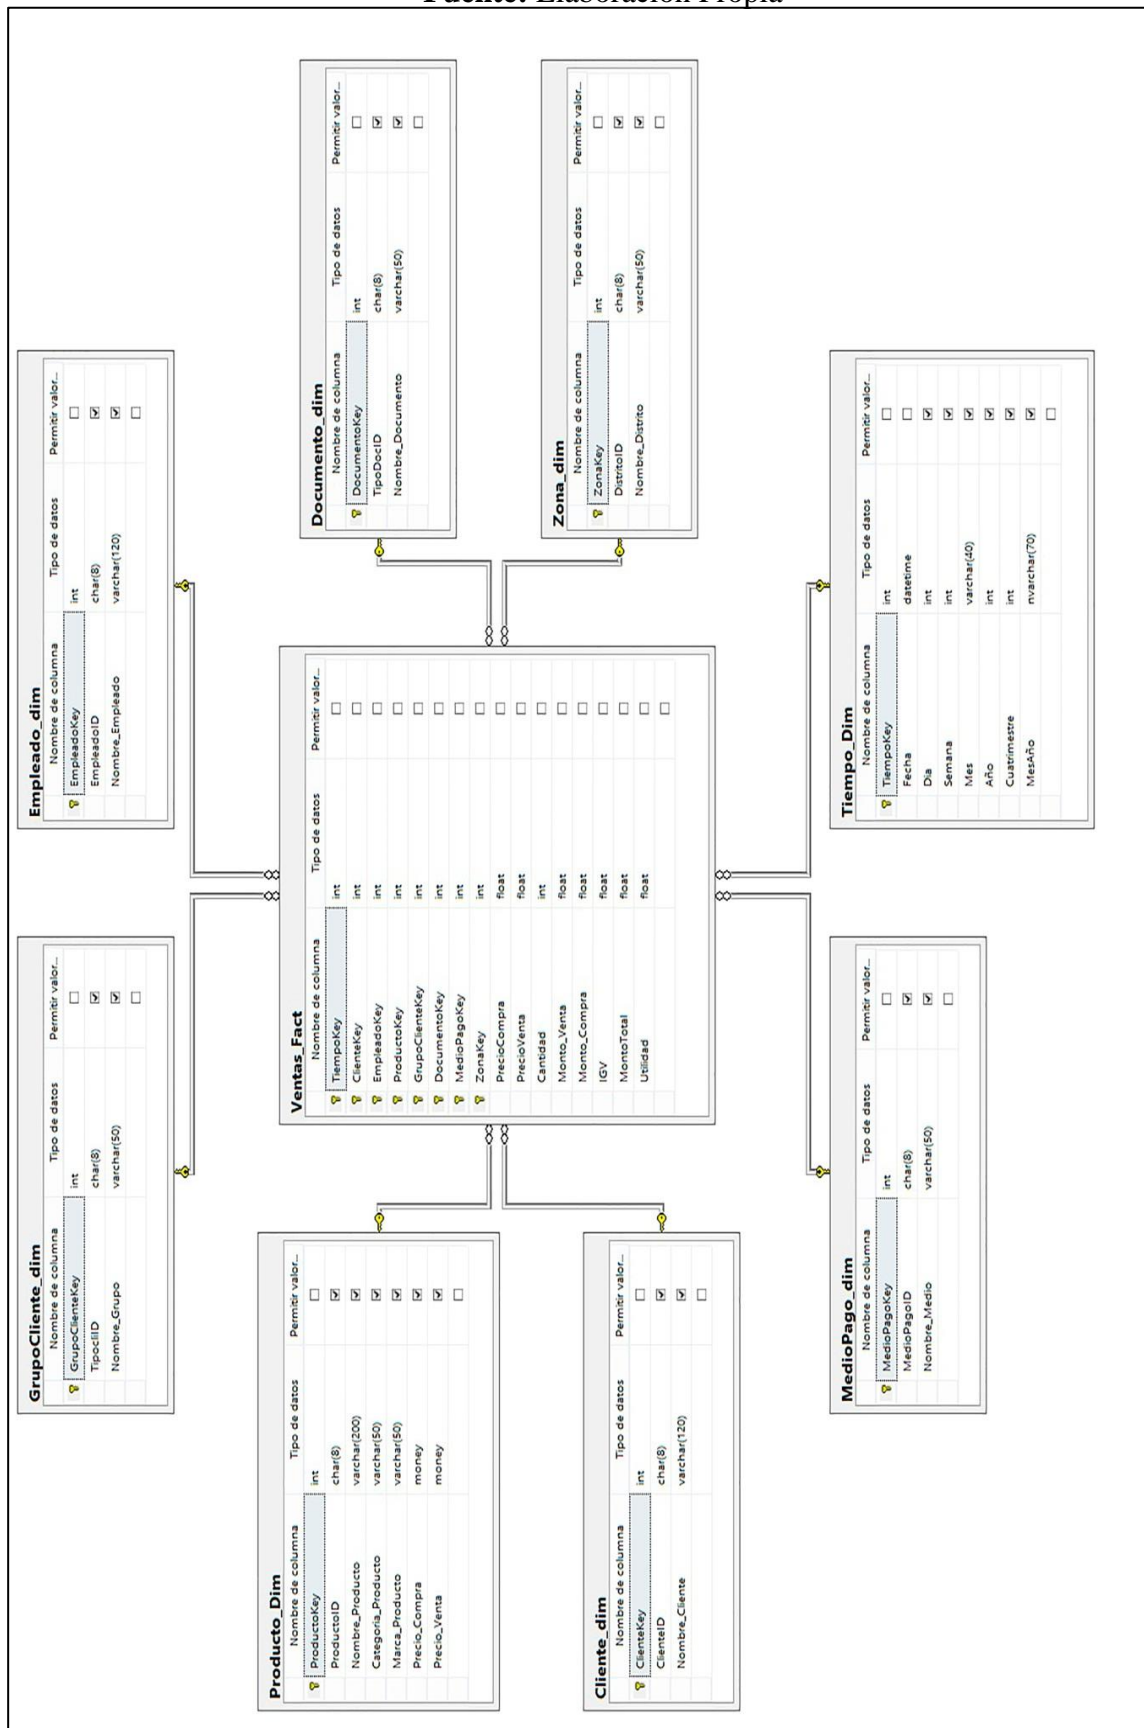 Fuente: Elaboración Propia
GrupoCliente_dim
Nombre de columna Tipo de datos Permitir valor...
GrupoClienteKey int
TipocliID char(8)
Nombre_Grupo varchar(50)
Empleado_dim
Nombre de columna Tipo de datos Permitir valor...
EmpleadoKey int
EmpleadoID char(8)
Nombre_Empleado varchar(120)
Producto_Dim
Nombre de columna Tipo de datos Permitir valor...
ProductoKey int
ProductoID char(8)
Nombre_Producto varchar(200)
Categoria_Producto varchar(50)
Marca_Producto varchar(50)
Precio_Compra money
Precio_Venta money
Ventas_Fact
Nombre de columna Tipo de datos Permitir valor...
TiempoKey int
ClienteKey int
EmpleadoKey int
ProductoKey int
GrupoClienteKey int
DocumentoKey int
MedioPagoKey int
ZonaKey int
PrecioCompra float
PrecioVenta float
Cantidad int
Monto_Venta float
Monto_Compra float
IGV float
MontoTotal float
Utilidad float
Documento_dim
Nombre de columna Tipo de datos Permitir valor...
DocumentoKey int
TipoDocID char(8)
Nombre_Documento varchar(50)
Zona_dim
Nombre de columna Tipo de datos Permitir valor...
ZonaKey int
DistritoID char(8)
Nombre_Distrito varchar(50)
Cliente_dim
Nombre de columna Tipo de datos Permitir valor...
ClienteKey int
ClienteID char(8)
Nombre_Cliente varchar(120)
MedioPago_dim
Nombre de columna Tipo de datos Permitir valor...
MedioPagoKey int
MedioPagoID char(8)
Nombre_Medio varchar(50)
Tiempo_Dim
Nombre de columna Tipo de datos Permitir valor...
TiempoKey int
Fecha datetime
Dia int
Semana int
Mes varchar(40)
Año int
Cuatrimestre int
MesAño nvarchar(70)